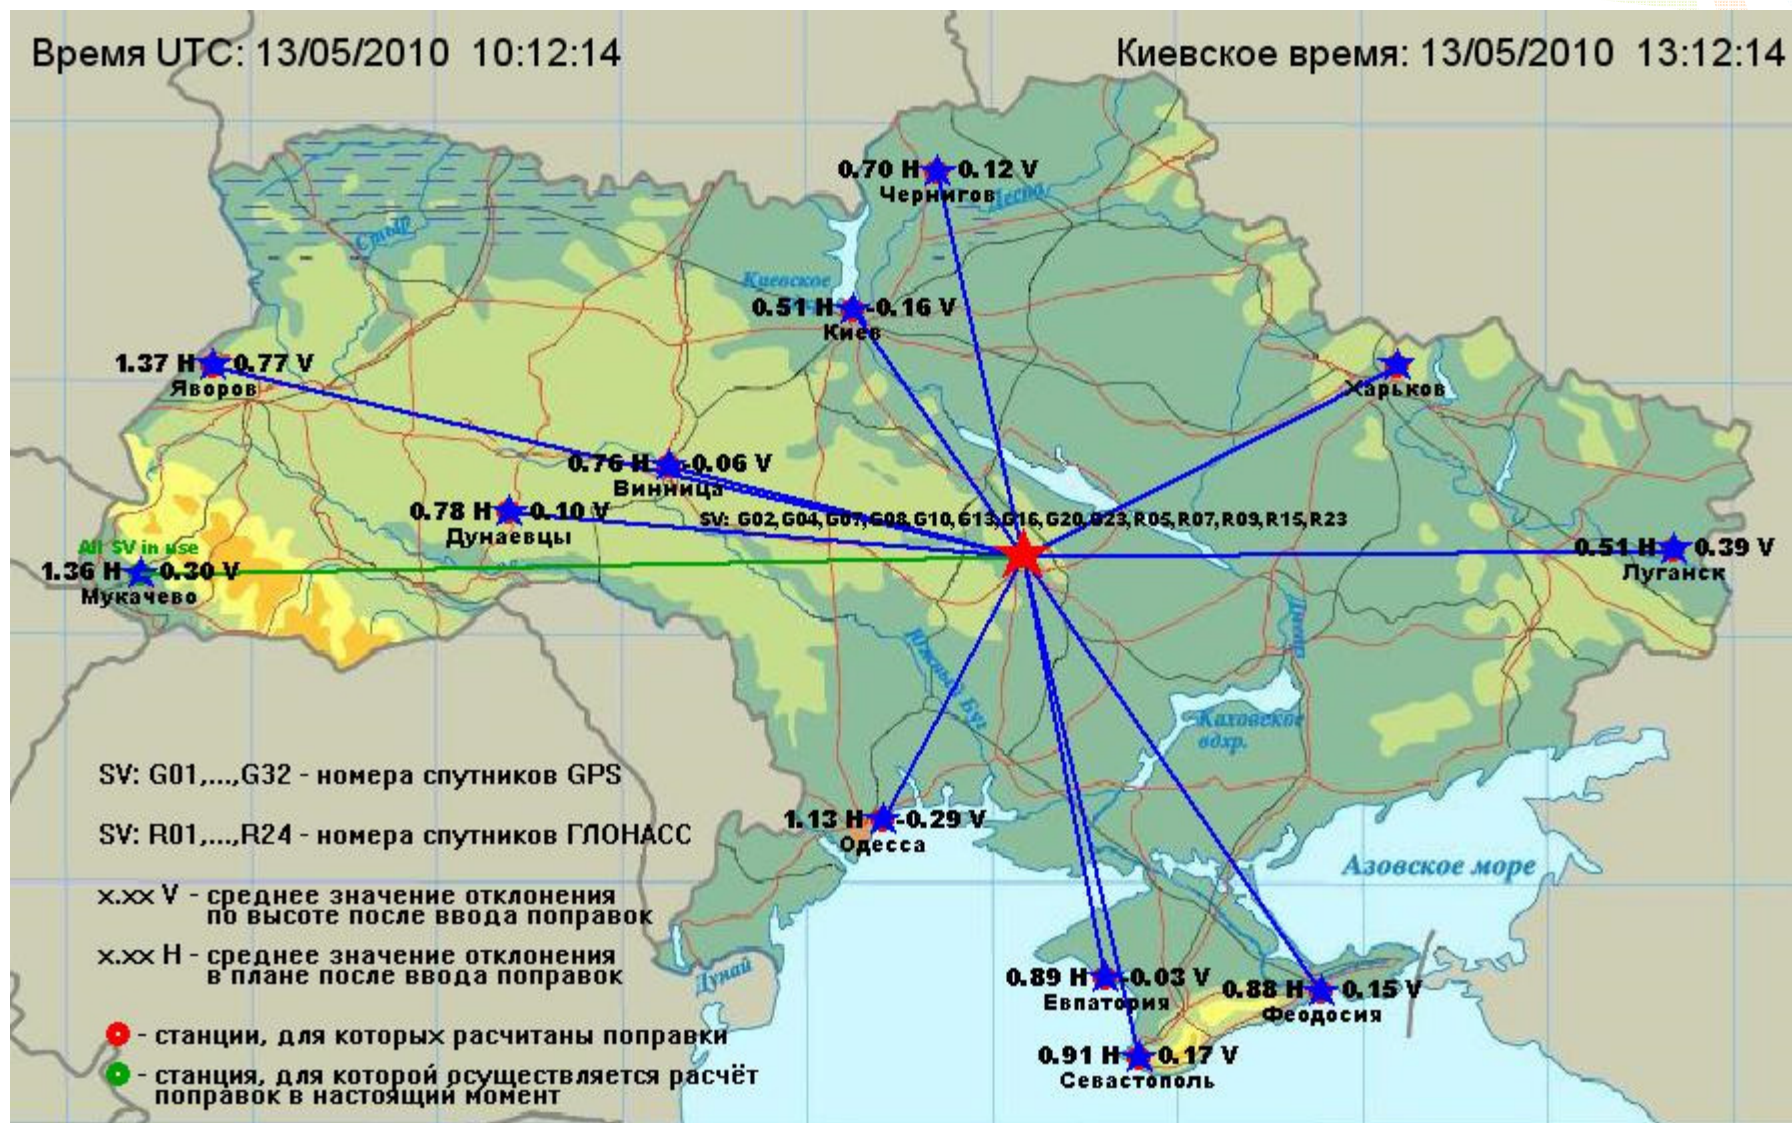 Время UTC: 13/05/2010 10:12:14
Киевское время: 13/05/2010 13:12:14
0.70 H 0.12 V
Чернигов
Десна
Стыр
Киевское
0.51 H -0.16 V
Киев
1.37 H 0.77 V
Яворов
Харьков
0.76 H -0.06 V
Винница
0.78 H 0.10 V
Дунаевцы
SV: G02,G04,G07,G08,G10,G13,G16,G20,G23,R05,R07,R09,R15,R23
All SV in use
1.36 H 0.30 V
Мукачево
0.51 H 0.39 V
Луганск
Днепр
Южный Буг
Каховское
вдхр.
SV: G01,...,G32 - номера спутников GPS
SV: R01,...,R24 - номера спутников ГЛОНАСС
1.13 H -0.29 V
Одесса
Азовское море
x.xx V - среднее значение отклонения
по высоте после ввода поправок
x.xx H - среднее значение отклонения
в плане после ввода поправок
Дунай
0.89 H -0.03 V
Евпатория
0.88 H 0.15 V
Феодосия
0.91 H 0.17 V
Севастополь
- станции, для которых расчитаны поправки
- станция, для которой осуществляется расчёт
поправок в настоящий момент